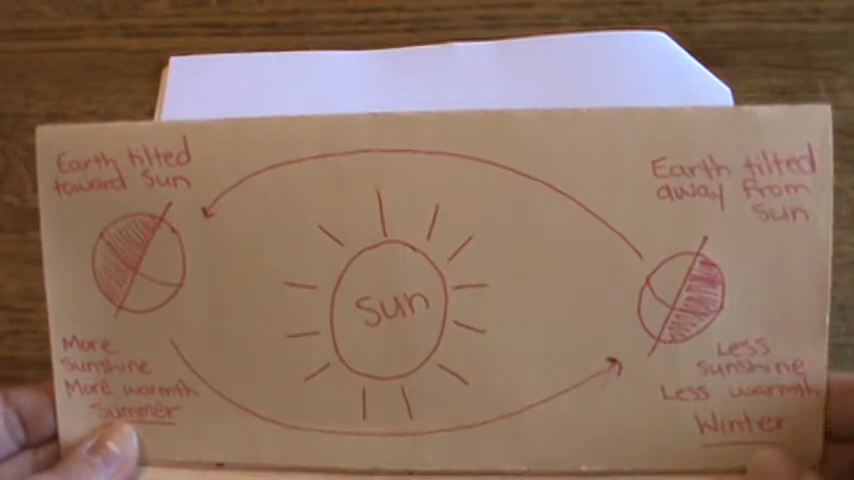 Earth tilted
toward Sun
Earth tilted
away from
Sun
Sun
More
Sunshine
More warmth
Summer
Less
Sunshine
Less warmth
Winter